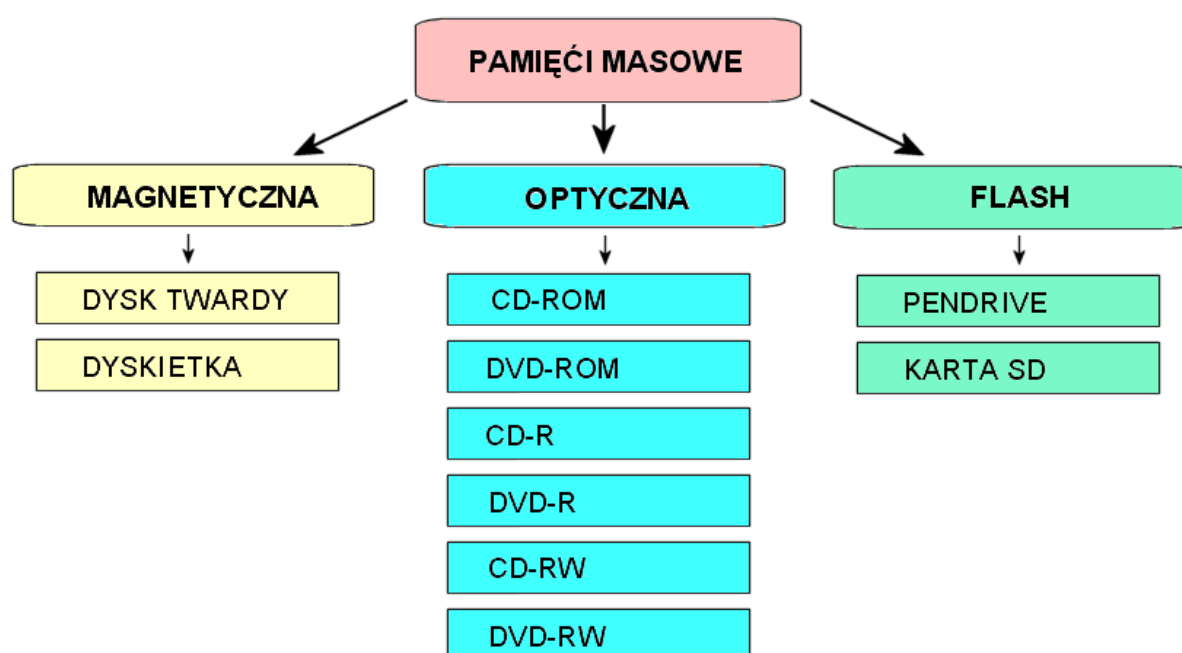 PAMIĘĆI MASOWE
MAGNETYCZNA
DYSK TWARDY
DYSKIETKA
OPTYCZNA
CD-ROM
DVD-ROM
CD-R
DVD-R
CD-RW
DVD-RW
FLASH
PENDRIVE
KARTA SD